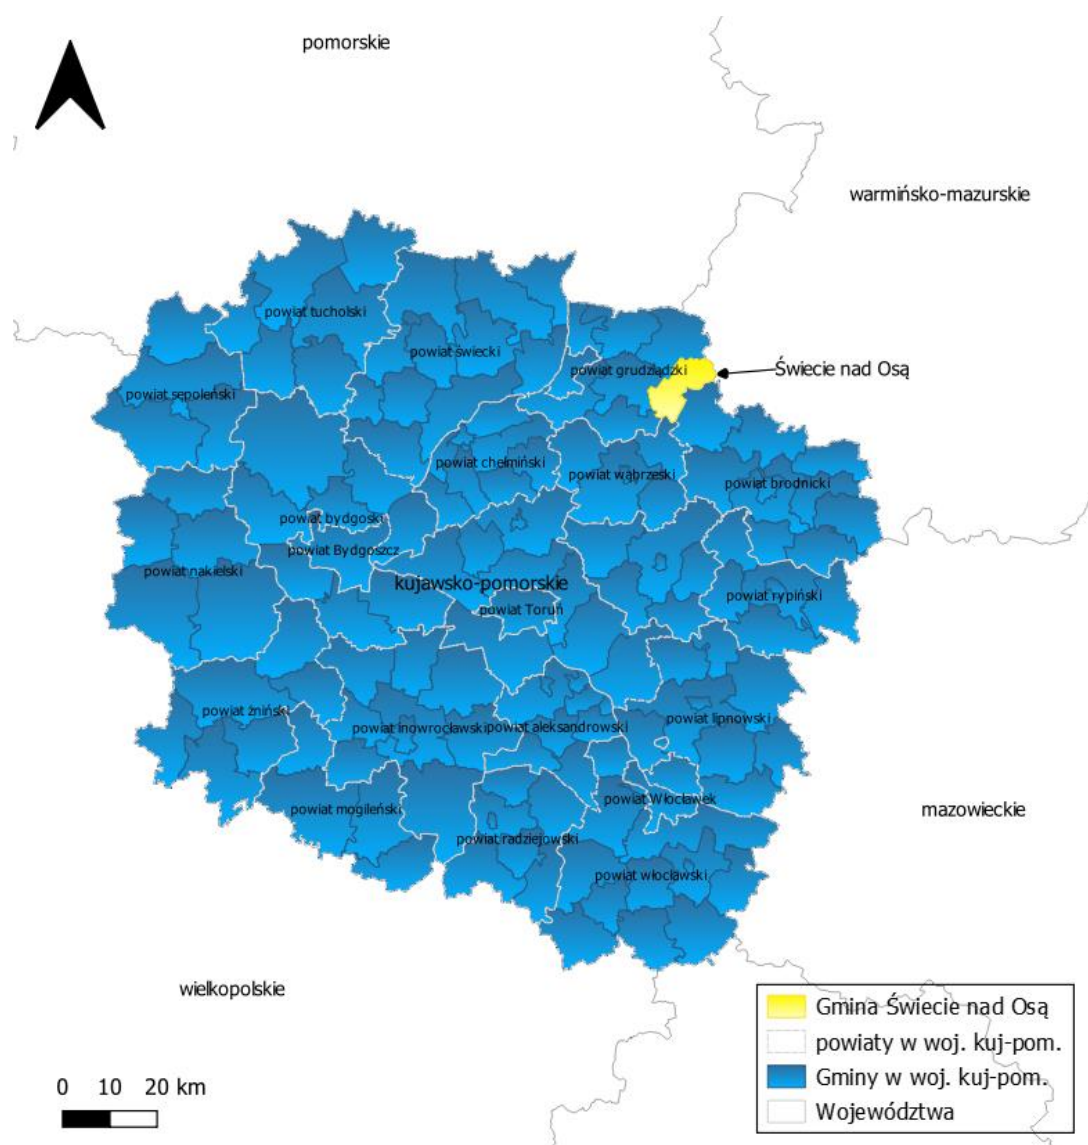 pomorskie
warmińsko-mazurskie
powiat tucholski
powiat świecki
powiat grudziądzki
Świecie nad Osą
powiat sępoleński
powiat chełmiński
powiat wąbrzeski
powiat brodnicki
powiat bydgoski
powiat Bydgoszcz
powiat nakielski
kujawsko-pomorskie
powiat Toruń
powiat rypiński
powiat żniński
powiat inowrocławski
powiat aleksandrowski
powiat lipnowski
powiat Włocławek
powiat mogileński
mazowieckie
powiat radziejowski
powiat włocławski
wielkopolskie
Gmina Świecie nad Osą
powiaty w woj. kuj-pom.
Gminy w woj. kuj-pom.
Województwa
0 10 20 km